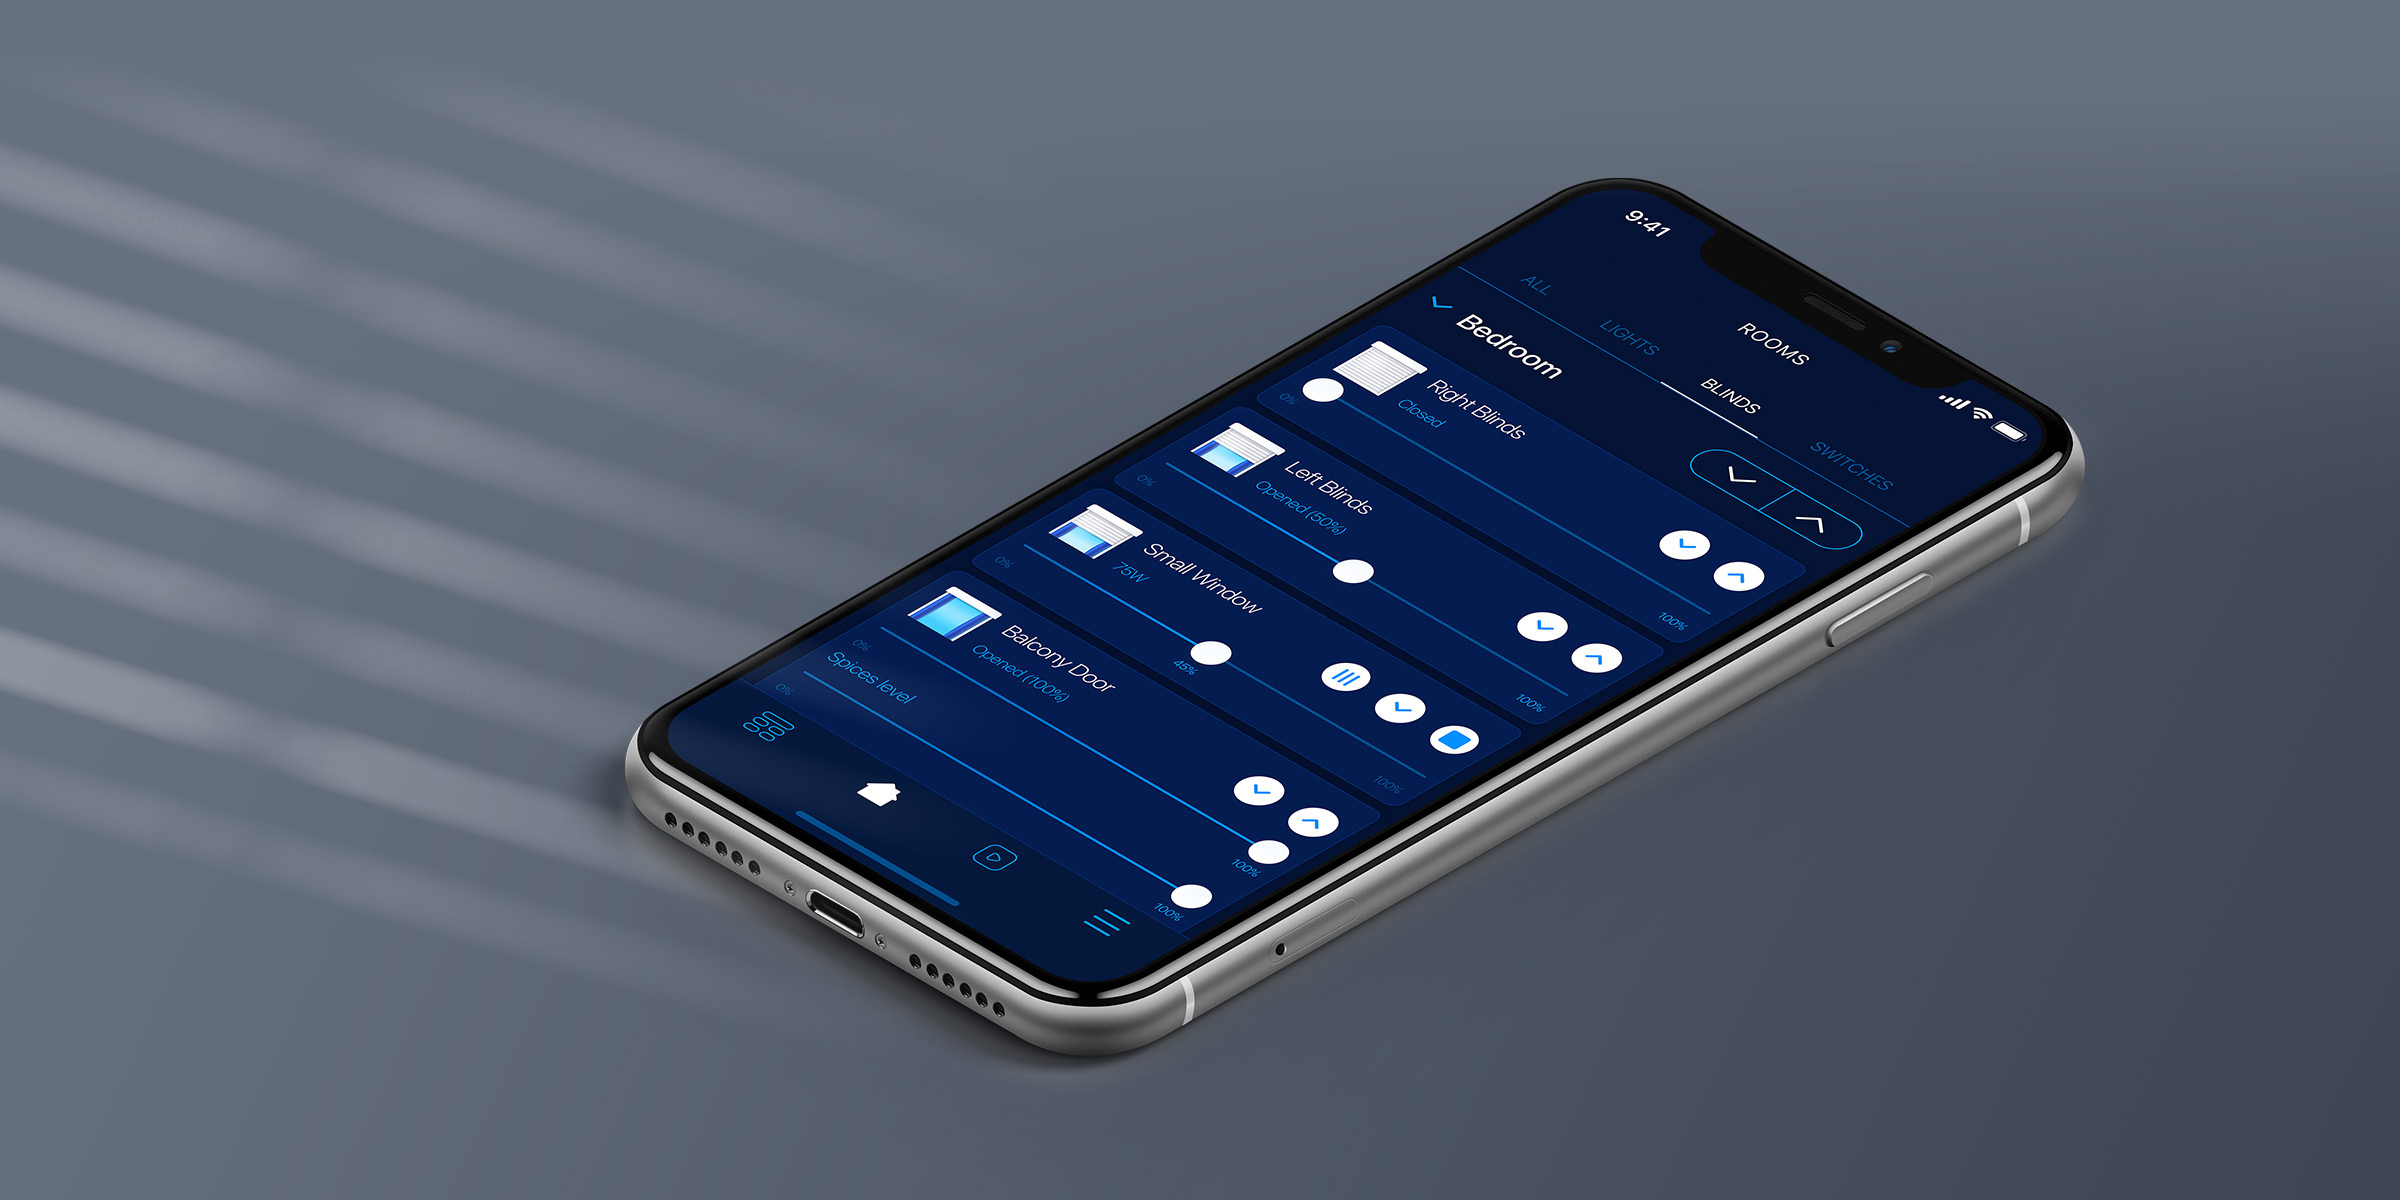 9:41
ROOMS
ALL
LIGHTS
BLINDS
SWITCHES
Bedroom
Right Blinds
Closed
0%
100%
Left Blinds
Opened (50%)
0%
100%
Small Window
75W
0%
45%
100%
Balcony Door
Opened (100%)
0%
100%
Spices level
0%
100%